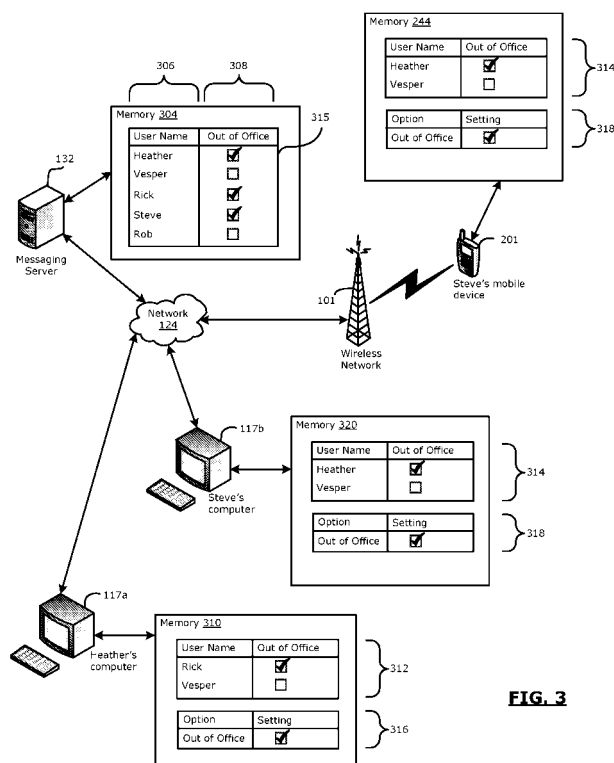 Memory 244
User Name Out of Office
Heather
Vesper
314
Option Setting
Out of Office
318
306 308
Memory 304
315
User Name Out of Office
Heather
Vesper
Rick
Steve
Rob
132
Messaging
Server
201
Steve's mobile
device
101
Wireless
Network
Network
124
117b
Steve's
computer
Memory 320
User Name Out of Office
Heather
Vesper
314
Option Setting
Out of Office
318
117a
Heather's
computer
Memory 310
User Name Out of Office
Rick
Vesper
312
Option Setting
Out of Office
316
FIG. 3